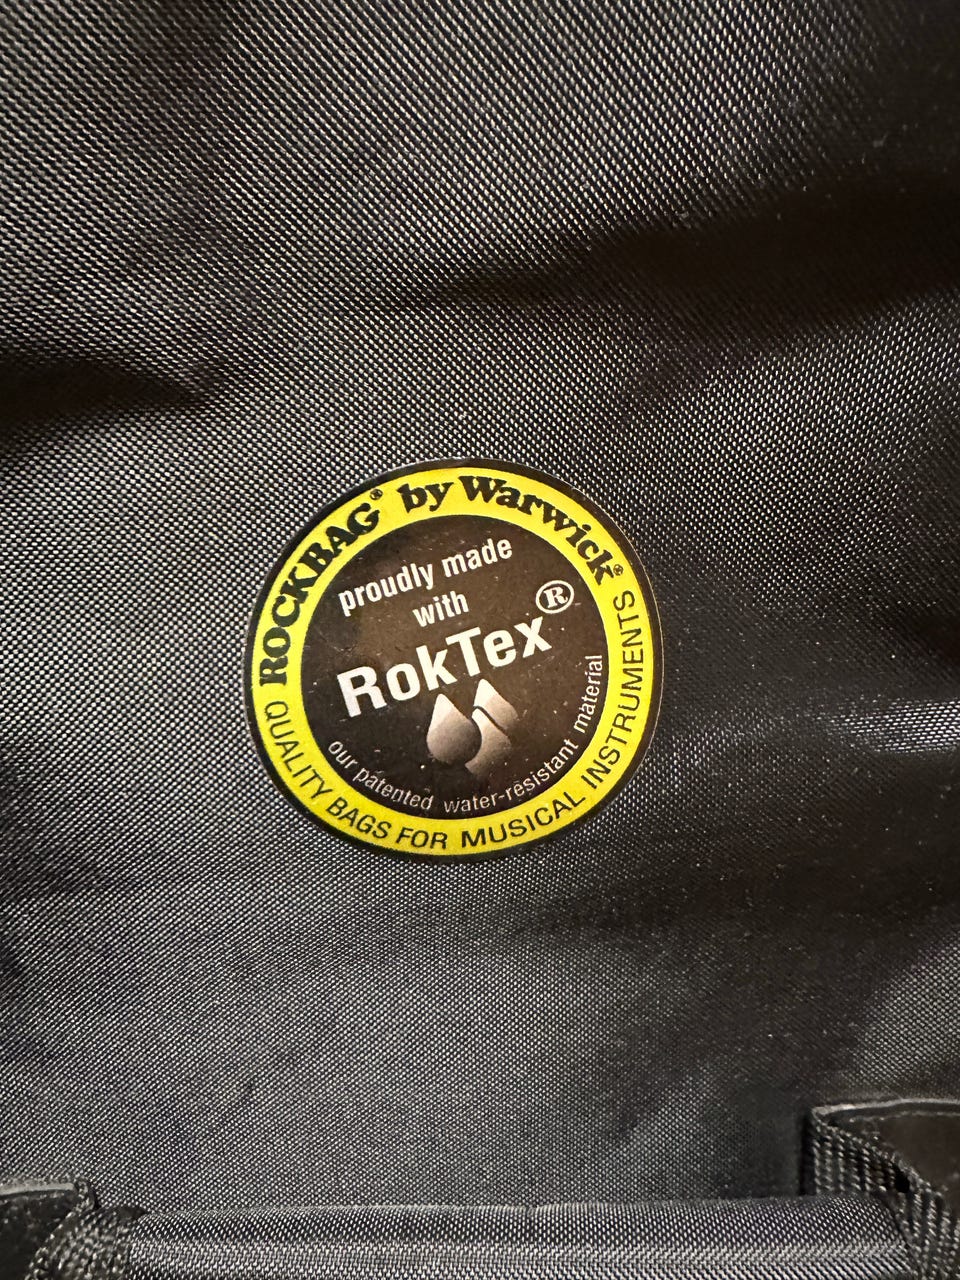 ROCKBAG® by Warwick®
proudly made
with
RokTex®
our patented water-resistant material
QUALITY BAGS FOR MUSICAL INSTRUMENTS